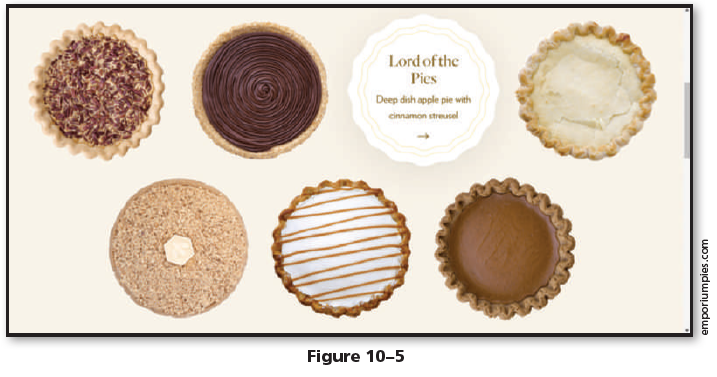 Lord of the
Pies
Deep dish apple pie with
cinnamon streusel
→
emporiumpies.com
Figure 10–5